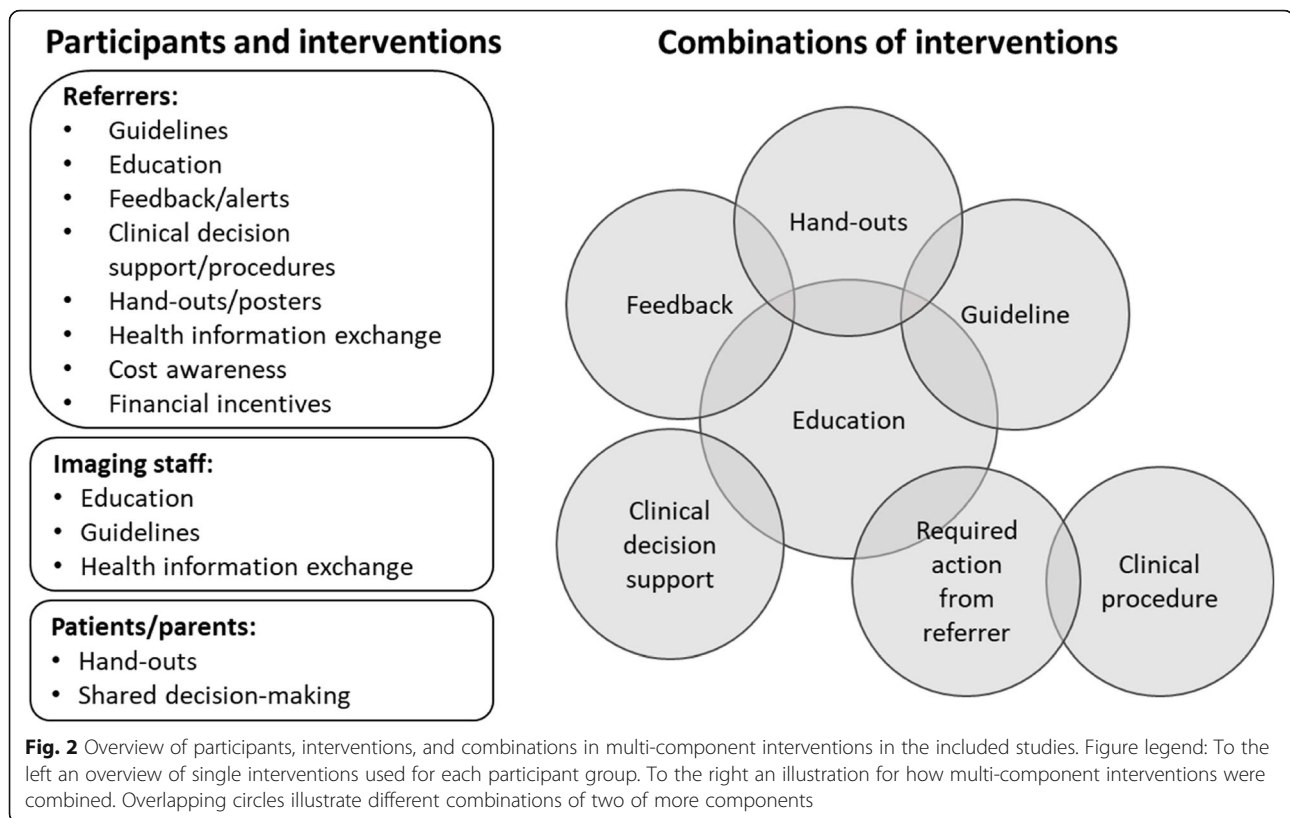 Participants and interventions
Referrers:
• Guidelines
• Education
• Feedback/alerts
• Clinical decision
support/procedures
• Hand-outs/posters
• Health information exchange
• Cost awareness
• Financial incentives
Imaging staff:
• Education
• Guidelines
• Health information exchange
Patients/parents:
• Hand-outs
• Shared decision-making
Combinations of interventions
Hand-outs
Feedback
Guideline
Education
Clinical
decision
support
Required
action
from
referrer
Clinical
procedure
Fig. 2 Overview of participants, interventions, and combinations in multi-component interventions in the included studies. Figure legend: To the
left an overview of single interventions used for each participant group. To the right an illustration for how multi-component interventions were
combined. Overlapping circles illustrate different combinations of two of more components